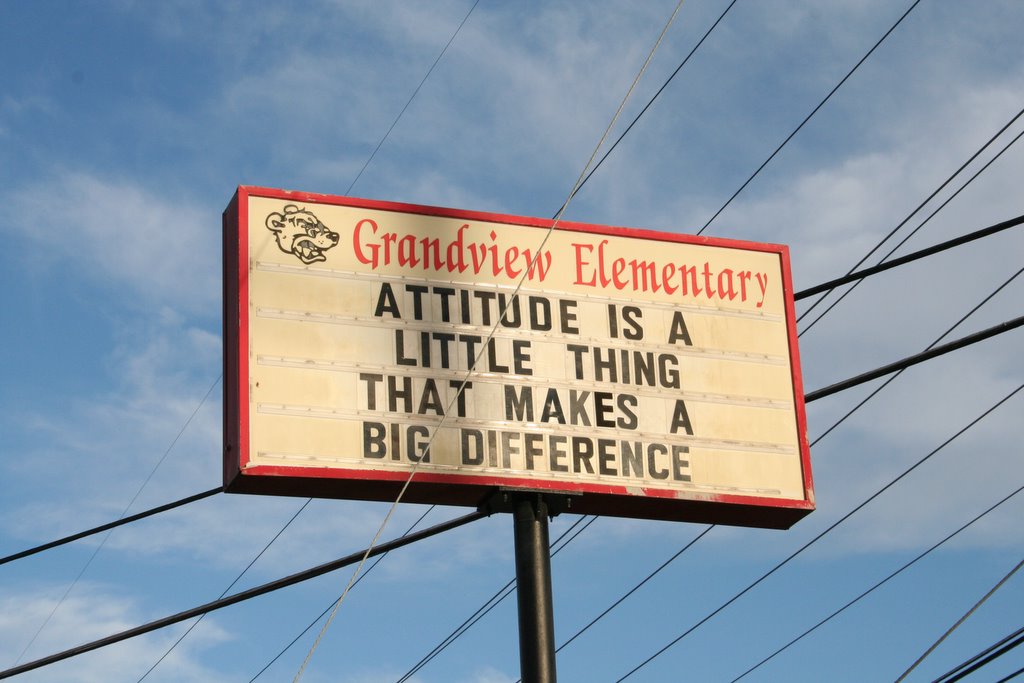 Grandview Elementary
ATTITUDE IS A
LITTLE THING
THAT MAKES A
BIG DIFFERENCE